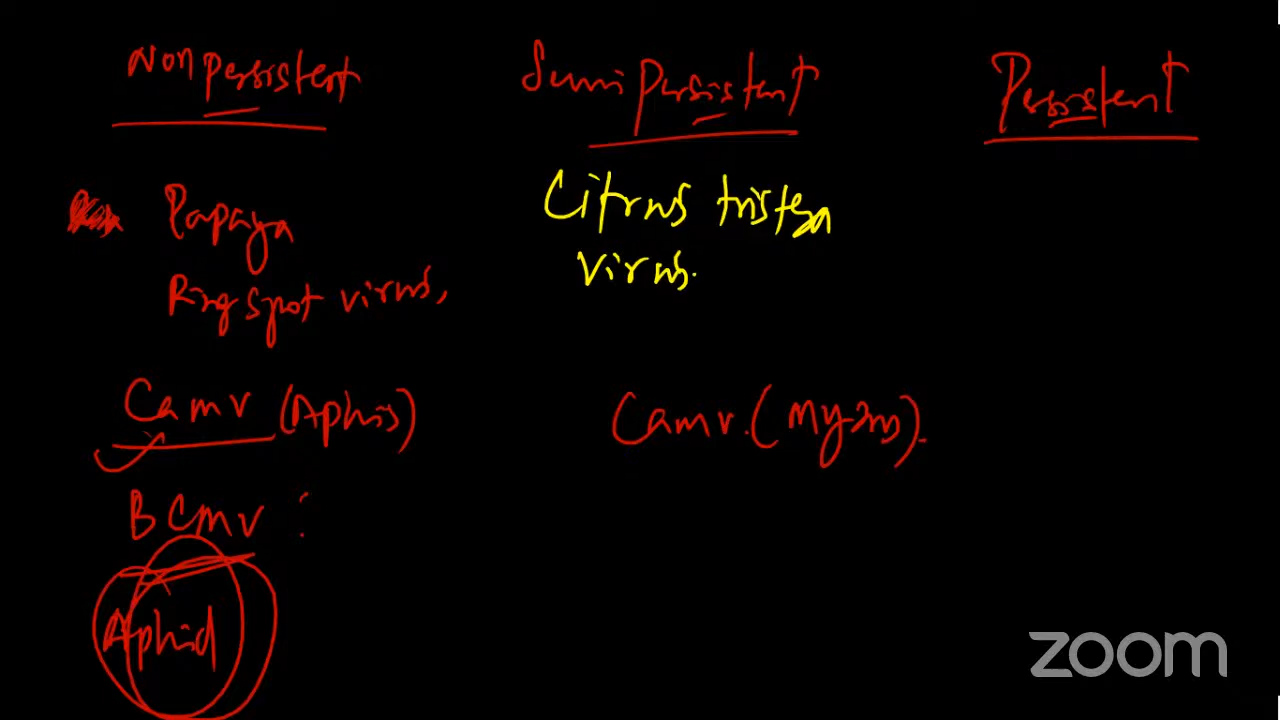 Non persistent
Semi Persistent
Persistent
Papaya
Ring spot virus,
Citrus tristeza
virus.
Camv (Aphis)
Camv. (Myzus).
BCMV :
Aphid
zoom